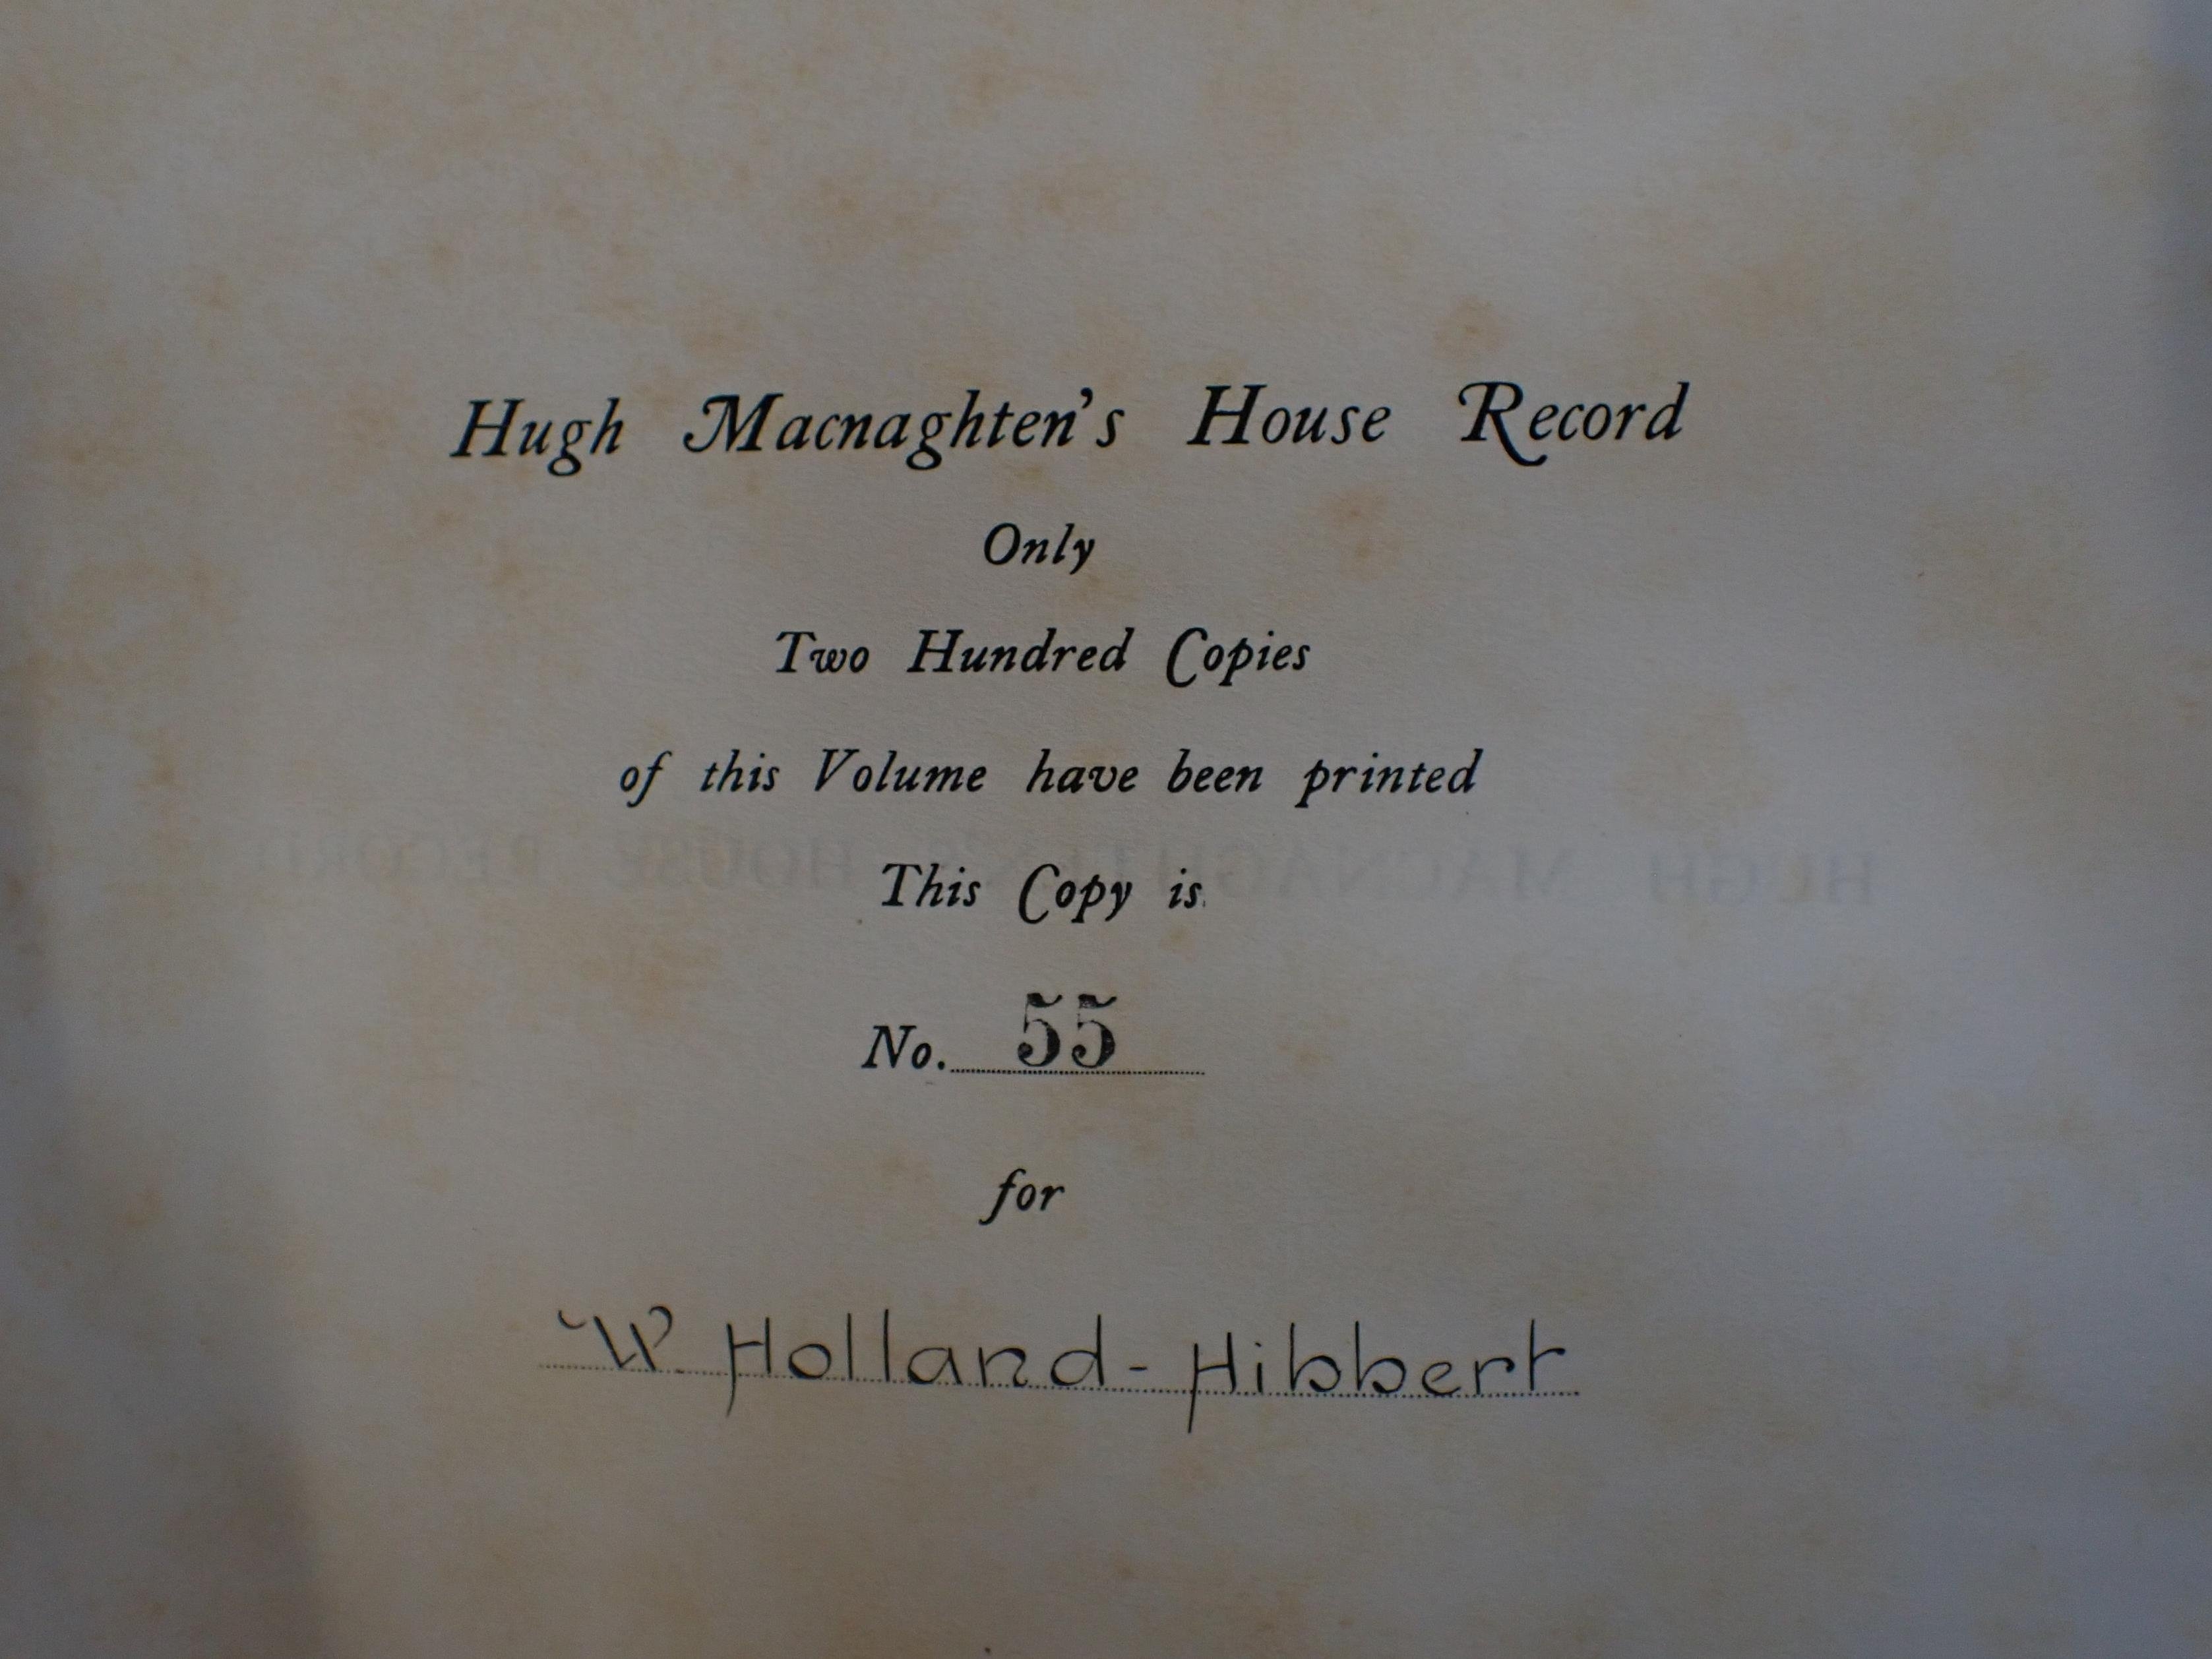 Hugh Macnaghten's House Record
Only
Two Hundred Copies
of this Volume have been printed
This Copy is
No. 55
for
W Holland-Hibbert